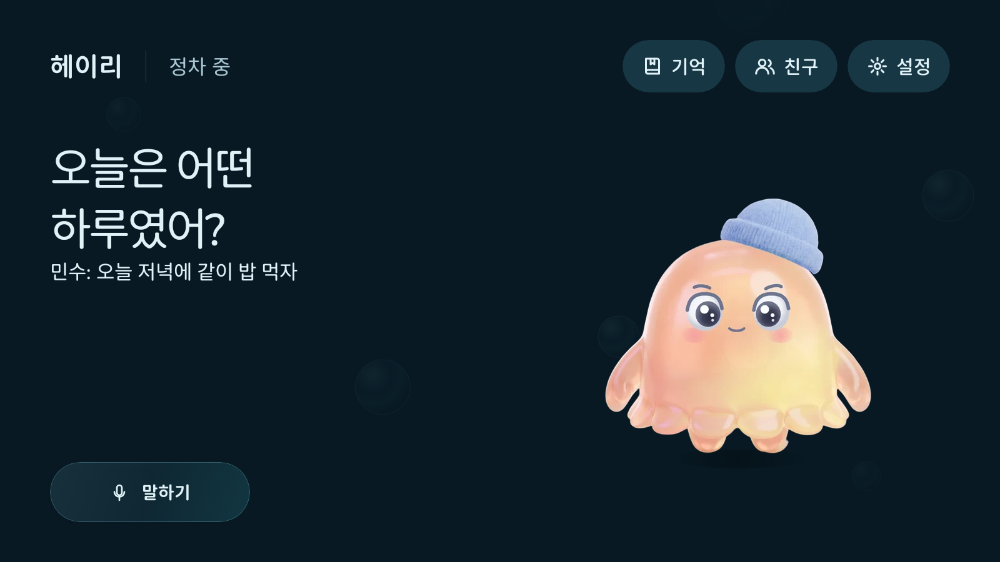 헤이리
정차 중
기억
친구
설정
오늘은 어떤
하루였어?
민수: 오늘 저녁에 같이 밥 먹자
말하기